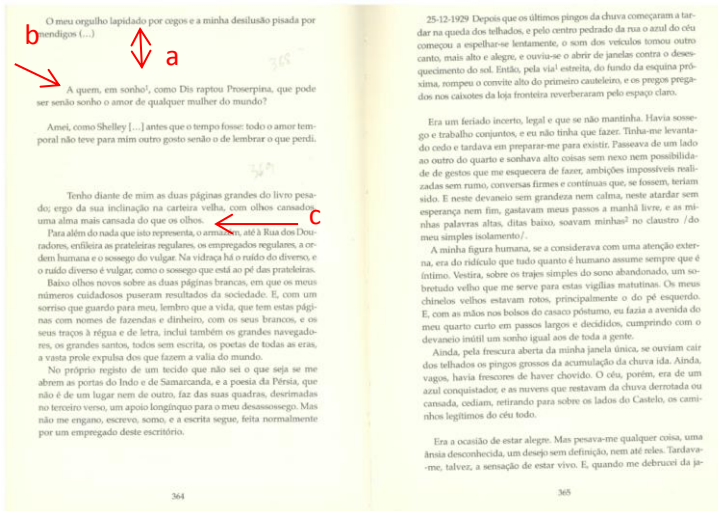 O meu orgulho lapidado por cegos e a minha desilusão pisada por
mendigos (...)
b
a
365
A quem, em sonho¹, como Dis raptou Proserpina, que pode
ser senão sonho o amor de qualquer mulher do mundo?
Amei, como Shelley [...] antes que o tempo fosse: todo o amor tem-
poral não teve para mim outro gosto senão o de lembrar o que perdi.
Tenho diante de mim as duas páginas grandes do livro pesa-
do; ergo da sua inclinação na carteira velha, com olhos cansados,
uma alma mais cansada do que os olhos.
c
Para além do nada que isto representa, o armazém, até à Rua dos Dou-
radores, enfileira as prateleiras regulares, os empregados regulares, a or-
dem humana e o sossego do vulgar. Na vidraça há o ruído do diverso, e
o ruído diverso é vulgar, como o sossego que está ao pé das prateleiras.
Baixo olhos novos sobre as duas páginas brancas, em que os meus
números cuidadosos puseram resultados da sociedade. E, com um
sorriso que guardo para meu, lembro que a vida, que tem estas pági-
nas com nomes de fazendas e dinheiro, com os seus brancos, e os
seus traços à régua e de letra, inclui também os grandes navegado-
res, os grandes santos, todos sem escrita, os poetas de todas as eras,
a vasta prole expulsa dos que fazem a valia do mundo.
No próprio registo de um tecido que não sei o que seja se me
abrem as portas do Indo e de Samarcanda, e a poesia da Pérsia, que
não é de um lugar nem de outro, faz das suas quadras, desrimadas
no terceiro verso, um apoio longínquo para o meu desassossego. Mas
não me engano, escrevo, somo, e a escrita segue, feita normalmente
por um empregado deste escritório.
364
25-12-1929 Depois que os últimos pingos da chuva começaram a tar-
dar na queda dos telhados, e pelo centro pedrado da rua o azul do céu
começou a espelhar-se lentamente, o som dos veículos tomou outro
canto, mais alto e alegre, e ouviu-se o abrir de janelas contra o deses-
quecimento do sol. Então, pela via¹ estreita, do fundo da esquina pró-
xima, rompeu o convite alto do primeiro cauteleiro, e os pregos prega-
dos nos caixotes da loja fronteira reverberaram pelo espaço claro.
Era um feriado incerto, legal e que se não mantinha. Havia sosse-
go e trabalho conjuntos, e eu não tinha que fazer. Tinha-me levanta-
do cedo e tardava em preparar-me para existir. Passeava de um lado
ao outro do quarto e sonhava alto coisas sem nexo nem possibilida-
de de gestos que me esquecera de fazer, ambições impossíveis reali-
zadas sem rumo, conversas firmes e contínuas que, se fossem, teriam
sido. E neste devaneio sem grandeza nem calma, neste atardar sem
esperança nem fim, gastavam meus passos a manhã livre, e as mi-
nhas palavras altas, ditas baixo, soavam minhas² no claustro /do
meu simples isolamento/.
A minha figura humana, se a considerava com uma atenção exter-
na, era do ridículo que tudo quanto é humano assume sempre que é
íntimo. Vestira, sobre os trajes simples do sono abandonado, um so-
bretudo velho que me serve para estas vigílias matutinas. Os meus
chinelos velhos estavam rotos, principalmente o do pé esquerdo.
E, com as mãos nos bolsos do casaco póstumo, eu fazia a avenida do
meu quarto curto em passos largos e decididos, cumprindo com o
devaneio inútil um sonho igual aos de toda a gente.
Ainda, pela frescura aberta da minha janela única, se ouviam cair
dos telhados os pingos grossos da acumulação da chuva ida. Ainda,
vagos, havia frescores de haver chovido. O céu, porém, era de um
azul conquistador, e as nuvens que restavam da chuva derrotada ou
cansada, cediam, retirando para sobre os lados do Castelo, os cami-
nhos legítimos do céu todo.
Era a ocasião de estar alegre. Mas pesava-me qualquer coisa, uma
ânsia desconhecida, um desejo sem definição, nem até reles. Tardava-
-me, talvez, a sensação de estar vivo. E, quando me debrucei da ja-
365